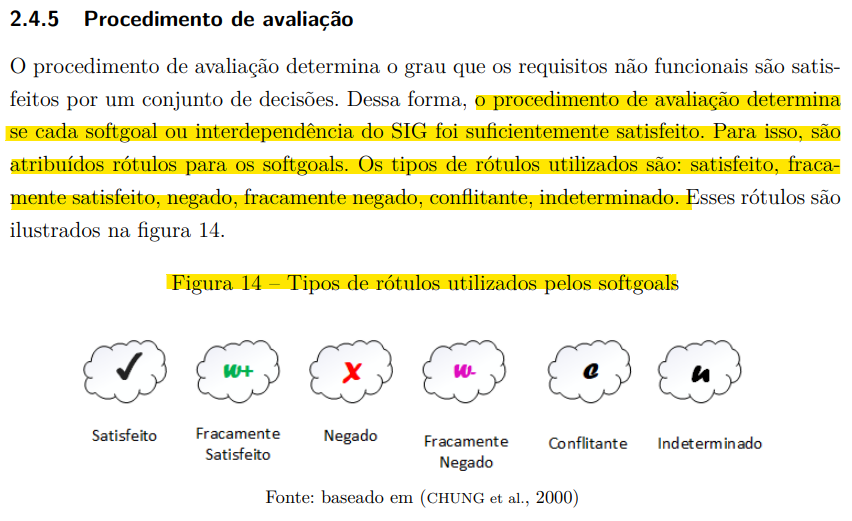 2.4.5 Procedimento de avaliação
O procedimento de avaliação determina o grau que os requisitos não funcionais são satis-
feitos por um conjunto de decisões. Dessa forma, o procedimento de avaliação determina
se cada softgoal ou interdependência do SIG foi suficientemente satisfeito. Para isso, são
atribuídos rótulos para os softgoals. Os tipos de rótulos utilizados são: satisfeito, fraca-
mente satisfeito, negado, fracamente negado, conflitante, indeterminado. Esses rótulos são
ilustrados na figura 14.
Figura 14 – Tipos de rótulos utilizados pelos softgoals
✓ W+ X W- C U
Satisfeito Fracamente Satisfeito Negado Fracamente Negado Conflitante Indeterminado
Fonte: baseado em (CHUNG et al., 2000)